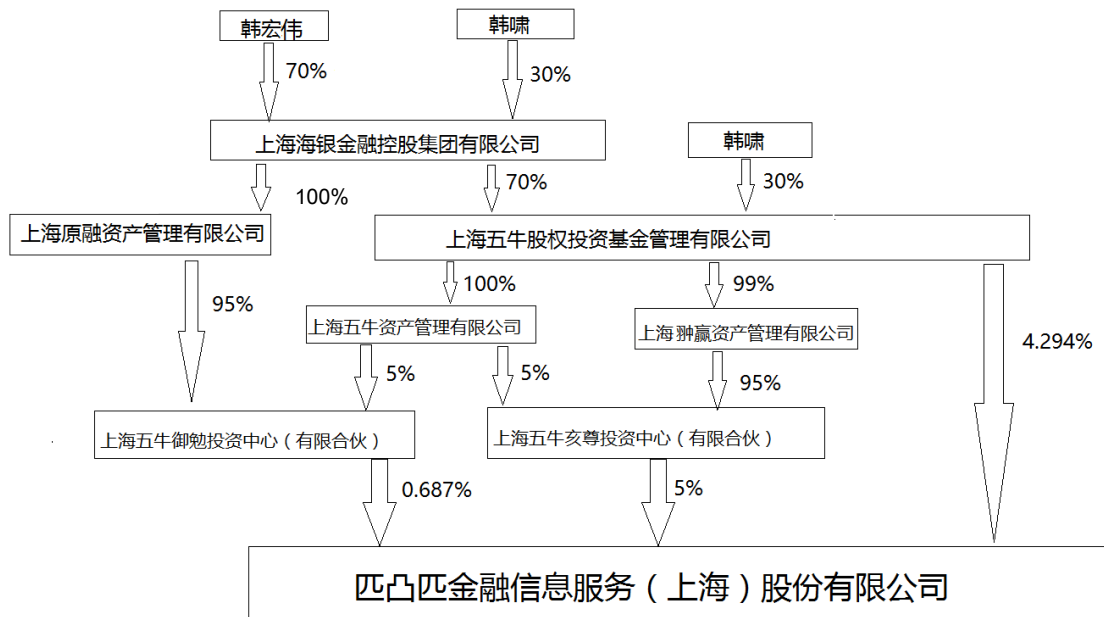 韩宏伟
韩啸
70%
30%
上海海银金融控股集团有限公司
韩啸
100%
70%
30%
上海原融资产管理有限公司
上海五牛股权投资基金管理有限公司
95%
100%
99%
4.294%
上海五牛资产管理有限公司
上海翀赢资产管理有限公司
5%
5%
95%
上海五牛御勉投资中心（有限合伙）
上海五牛亥尊投资中心（有限合伙）
0.687%
5%
匹凸匹金融信息服务（上海）股份有限公司